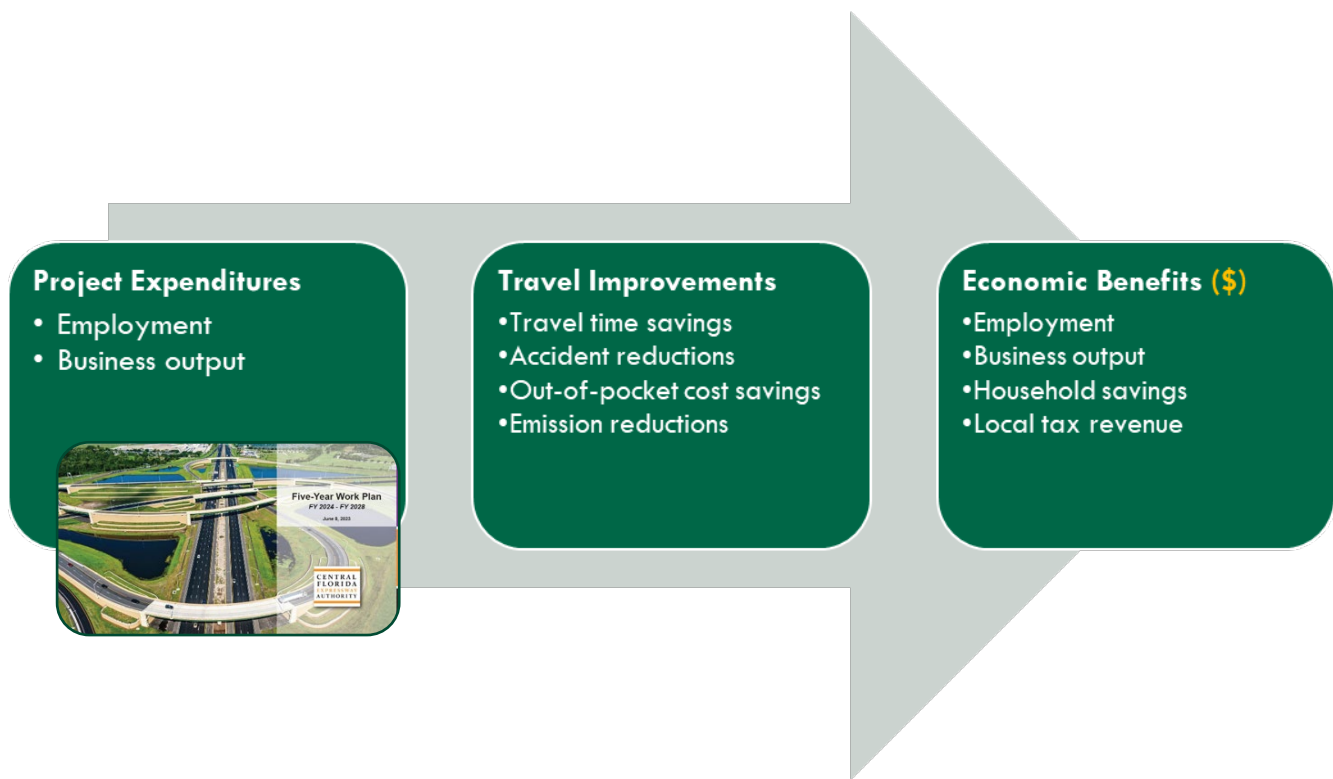 Project Expenditures
• Employment
• Business output
Five-Year Work Plan
FY 2024 - FY 2028
June 8, 2023
CENTRAL
FLORIDA
EXPRESSWAY
AUTHORITY
Travel Improvements
•Travel time savings
•Accident reductions
•Out-of-pocket cost savings
•Emission reductions
Economic Benefits ($)
•Employment
•Business output
•Household savings
•Local tax revenue